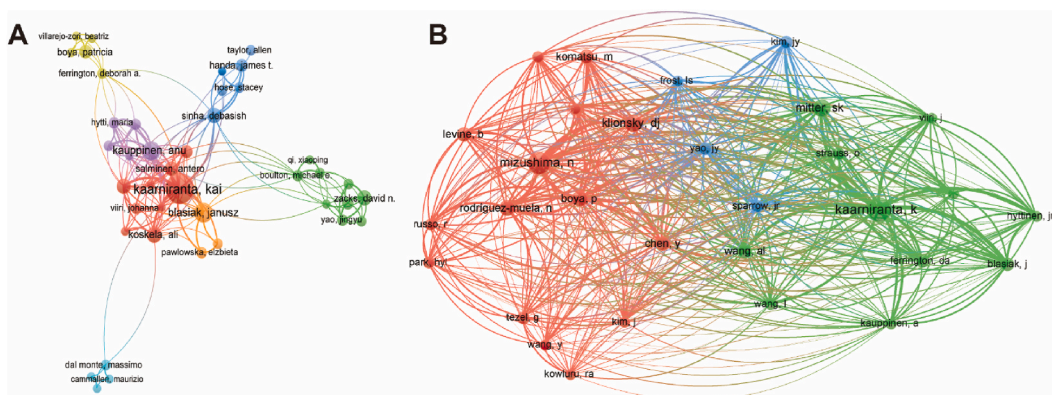 A
villarejo-zori, beatriz
boya, patricia
ferrington, deborah a.
taylor, allen
handa, james t.
hose, stacey
sinha, debasish
hytti, maria
kauppinen, anu
salminen, antero
kaarniranta, kai
viiri, johanna
blasiak, janusz
koskela, ali
pawlowska, elzbieta
qi, xiaoping
boulton, michael e.
zacks, david n.
yao, jingyu
dal monte, massimo
cammalleri, maurizio
B
kim, jy
komatsu, m
frost, ls
mitter, sk
klionsky, dj
viiri, j
levine, b
yao, jy
strauss, o
mizushima, n
boya, p
rodriguez-muela, n
sparrow, jr
kaarniranta, k
hyttinen, jm
russo, r
chen, y
wang, al
park, hyl
ferrington, da
blasiak, j
wang, l
tezel, g
kim, j
kauppinen, a
wang, y
kowluru, ra